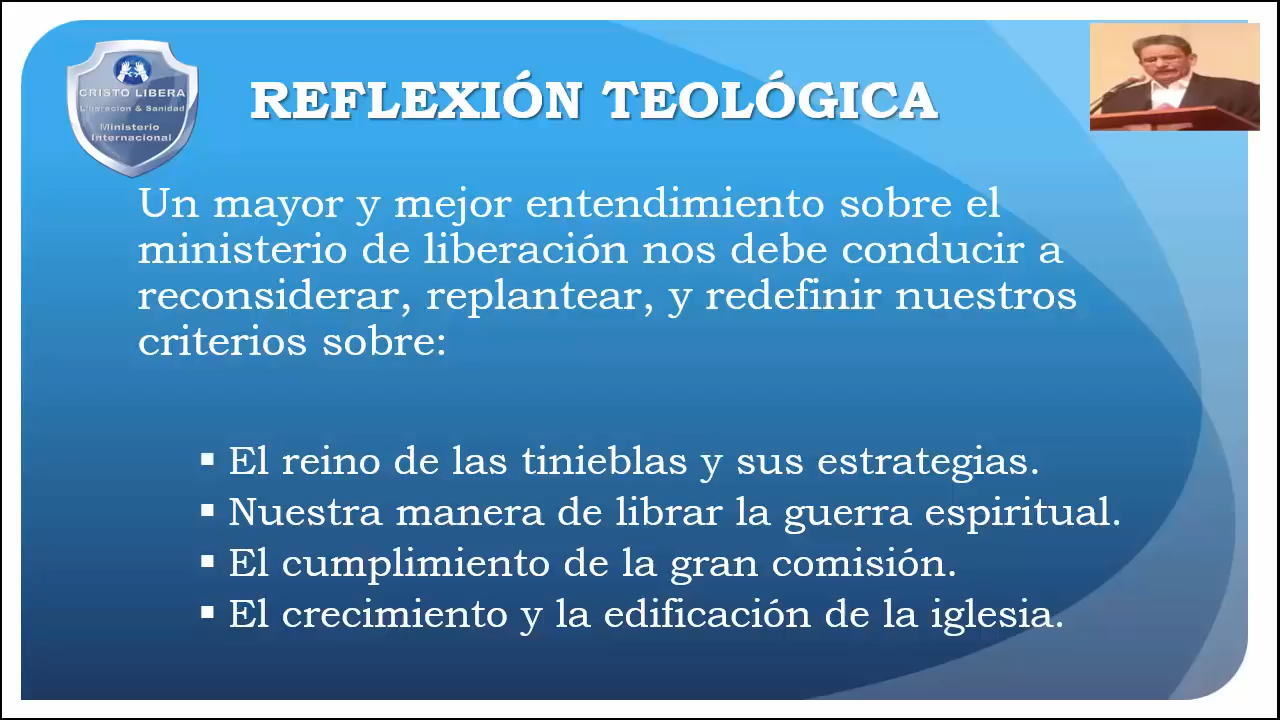 CRISTO LIBERA
Liberación & Sanidad
Ministerio
Internacional
REFLEXIÓN TEOLÓGICA
Un mayor y mejor entendimiento sobre el
ministerio de liberación nos debe conducir a
reconsiderar, replantear, y redefinir nuestros
criterios sobre:
▪ El reino de las tinieblas y sus estrategias.
▪ Nuestra manera de librar la guerra espiritual.
▪ El cumplimiento de la gran comisión.
▪ El crecimiento y la edificación de la iglesia.